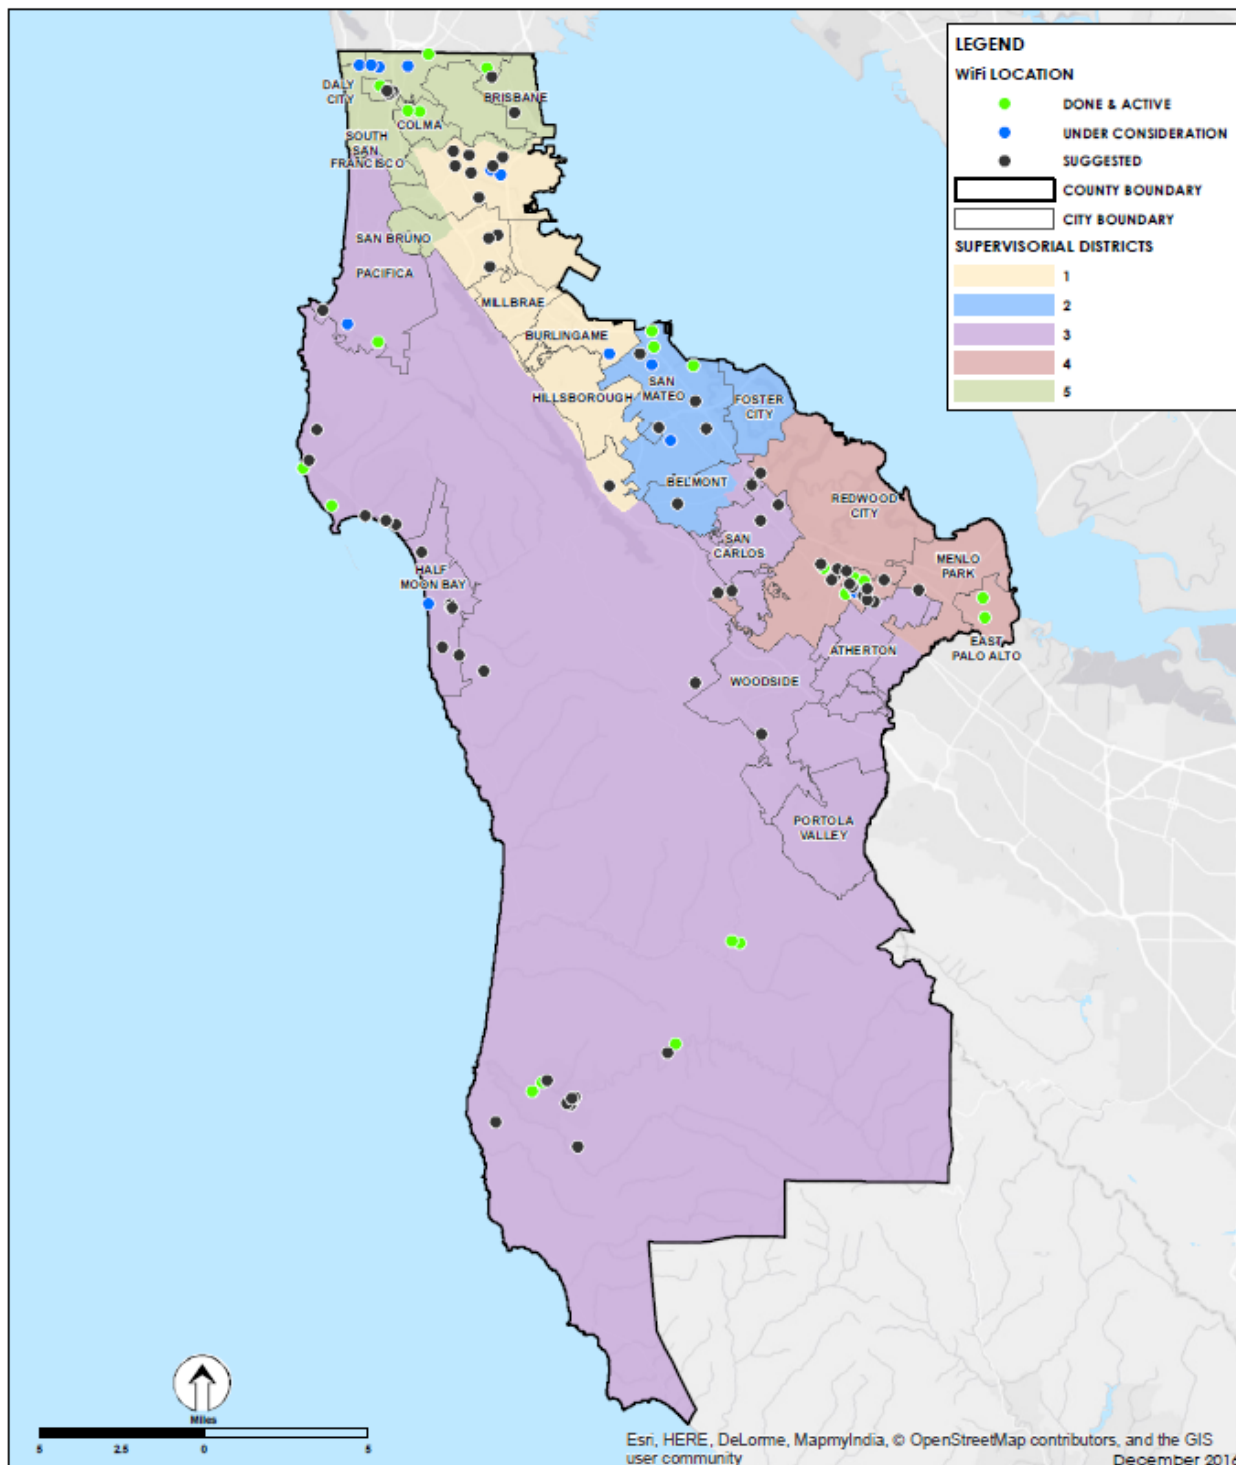 LEGEND
WiFi LOCATION
DONE & ACTIVE
UNDER CONSIDERATION
SUGGESTED
COUNTY BOUNDARY
CITY BOUNDARY
SUPERVISORIAL DISTRICTS
1
2
3
4
5
DALY
CITY
BRISBANE
COLMA
SOUTH
SAN
FRANCISCO
SAN BRUNO
PACIFICA
MILLBRAE
BURLINGAME
HILLSBOROUGH
SAN
MATEO
FOSTER
CITY
BELMONT
REDWOOD
CITY
SAN
CARLOS
MENLO
PARK
HALF
MOON BAY
ATHERTON
EAST
PALO ALTO
WOODSIDE
PORTOLA
VALLEY
Miles
5 2.5 0 5
Esri, HERE, DeLorme, MapmyIndia, © OpenStreetMap contributors, and the GIS
user community
December 2016